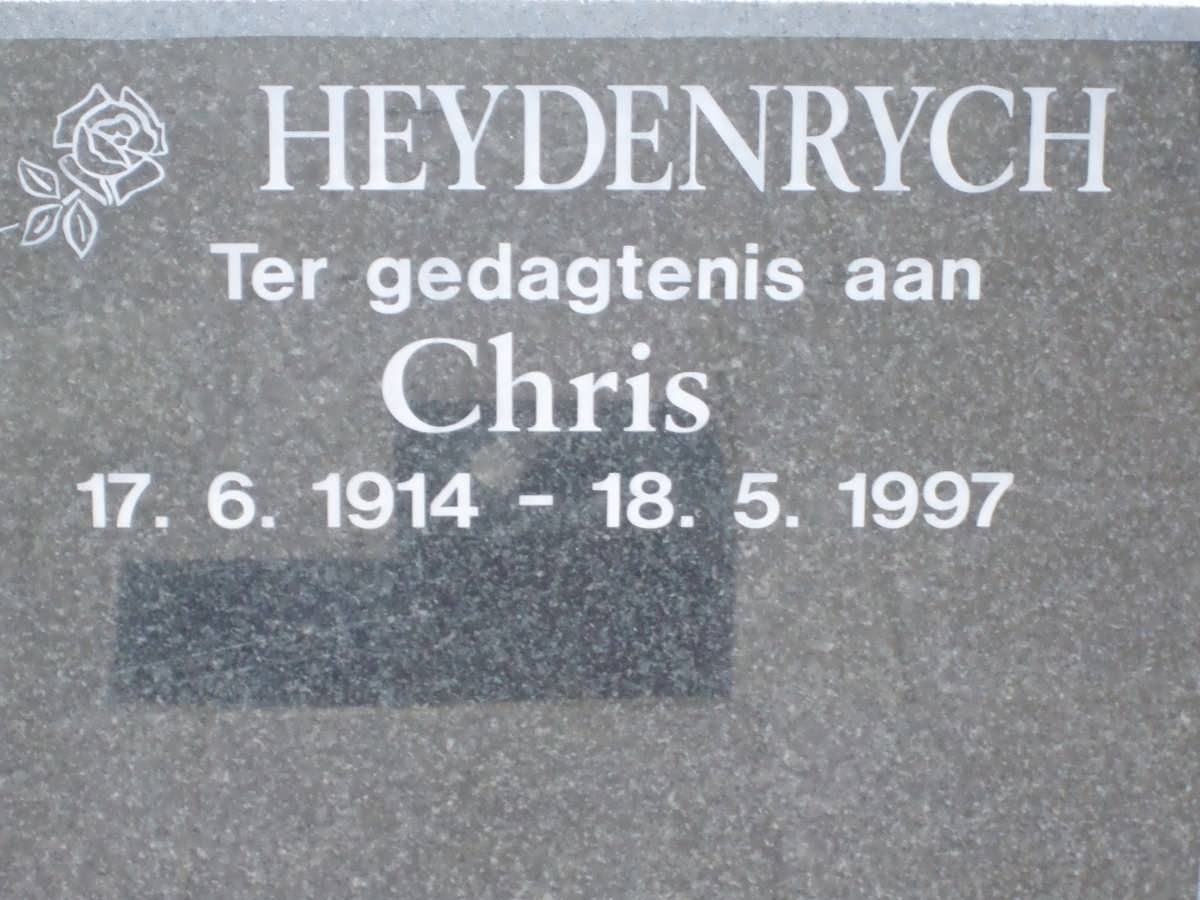 HEYDENRYCH
Ter gedagtenis aan
Chris
17. 6. 1914 - 18. 5. 1997